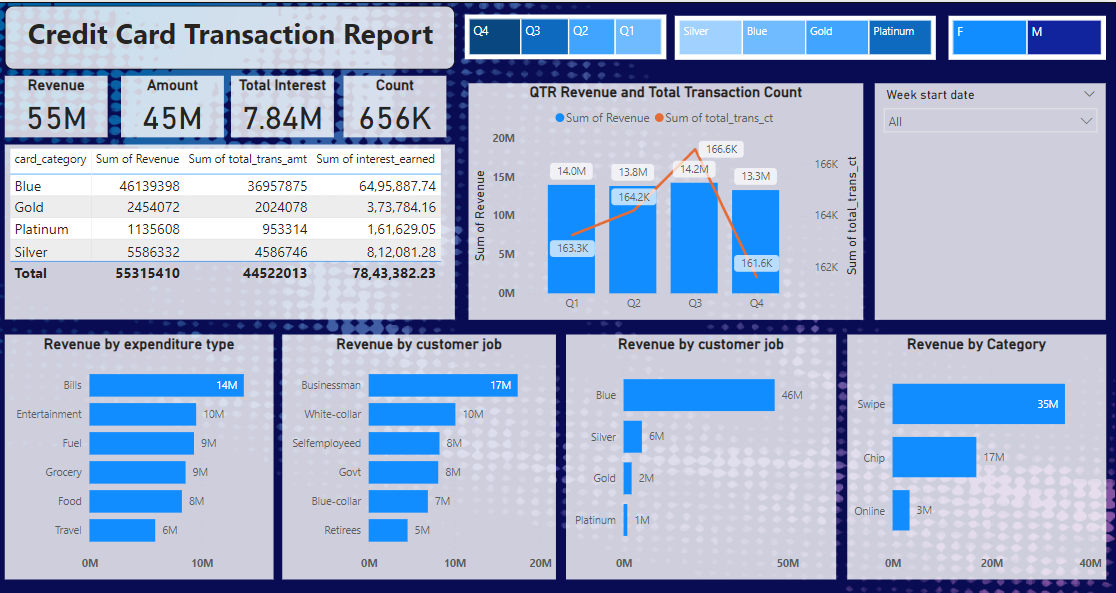 Credit Card Transaction Report
Q4 Q3 Q2 Q1
Silver Blue Gold Platinum
F M
Revenue
55M
Amount
45M
Total Interest
7.84M
Count
656K
card_category Sum of Revenue Sum of total_trans_amt Sum of interest_earned
Blue 46139398 36957875 64,95,887.74
Gold 2454072 2024078 3,73,784.16
Platinum 1135608 953314 1,61,629.05
Silver 5586332 4586746 8,12,081.28
Total 55315410 44522013 78,43,382.23
QTR Revenue and Total Transaction Count
Sum of Revenue Sum of total_trans_ct
Sum of Revenue
20M
15M
10M
5M
0M
14.0M 13.8M 14.2M 13.3M
163.3K 164.2K 166.6K 161.6K
Q1 Q2 Q3 Q4
166K
164K
162K
Sum of total_trans_ct
Week start date
All
Revenue by expenditure type
Bills 14M
Entertainment 10M
Fuel 9M
Grocery 9M
Food 8M
Travel 6M
0M 10M
Revenue by customer job
Businessman 17M
White-collar 10M
Selfemployeed 8M
Govt 8M
Blue-collar 7M
Retirees 5M
0M 10M 20M
Revenue by customer job
Blue 46M
Silver 6M
Gold 2M
Platinum 1M
0M 50M
Revenue by Category
Swipe 35M
Chip 17M
Online 3M
0M 20M 40M